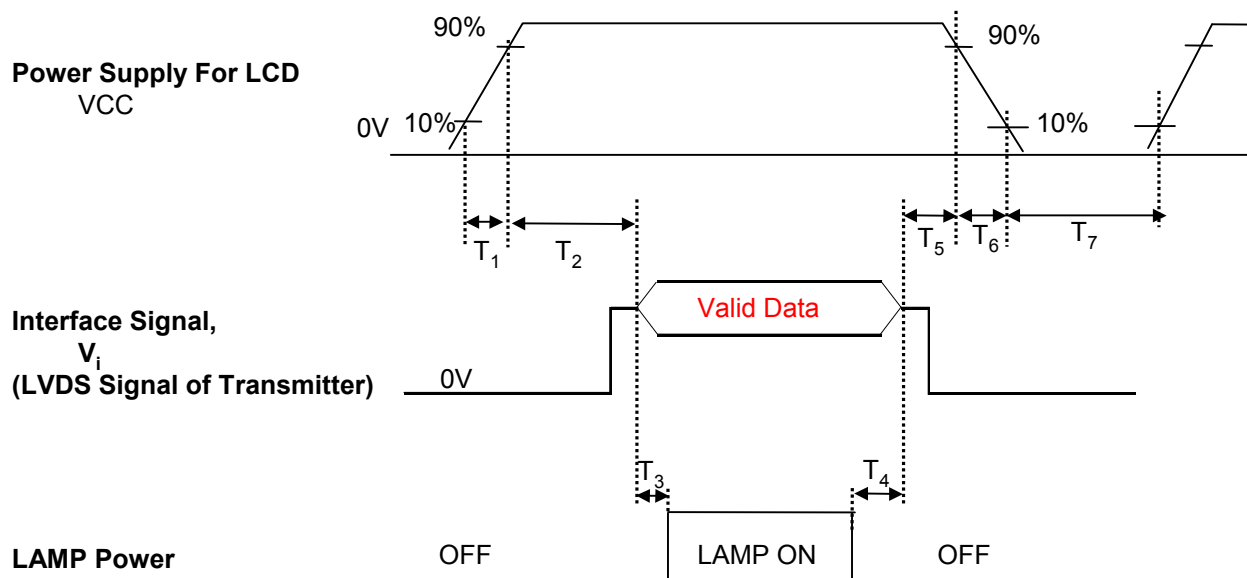 90%
90%
Power Supply For LCD
VCC
0V
10%
10%
T1
T2
T5
T6
T7
Valid Data
Interface Signal,
Vi
(LVDS Signal of Transmitter)
0V
T3
T4
LAMP Power
OFF
LAMP ON
OFF